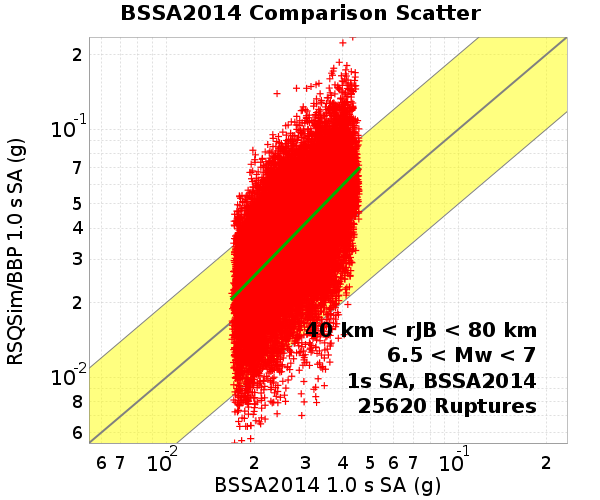 BSSA2014 Comparison Scatter
RSQSim/BBP 1.0 s SA (g)
2
10-1
7
5
4
3
2
10-2
8
6
40 km < rJB < 80 km
6.5 < Mw < 7
1s SA, BSSA2014
25620 Ruptures
6 7 10-2 2 3 4 5 6 7 10-1 2
BSSA2014 1.0 s SA (g)